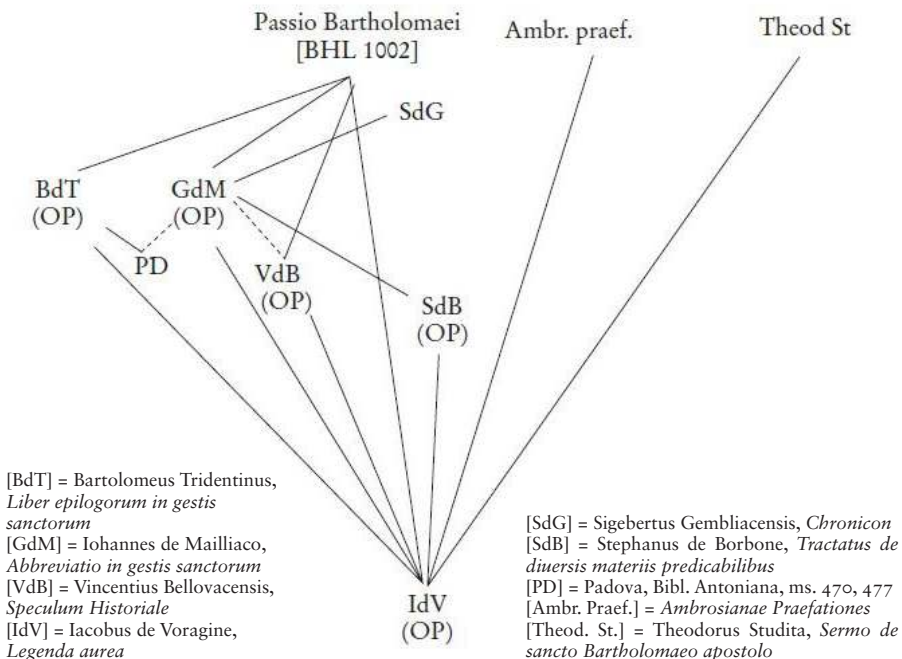 Passio Bartholomaei
[BHL 1002]
Ambr. praef.
Theod St
SdG
BdT
(OP)
GdM
(OP)
PD
VdB
(OP)
SdB
(OP)
IdV
(OP)
[BdT] = Bartolomeus Tridentinus,
Liber epilogorum in gestis
sanctorum
[GdM] = Iohannes de Mailliaco,
Abbreviatio in gestis sanctorum
[VdB] = Vincentius Bellovacensis,
Speculum Historiale
[IdV] = Iacobus de Voragine,
Legenda aurea
[SdG] = Sigebertus Gembliacensis, Chronicon
[SdB] = Stephanus de Borbone, Tractatus de
diuersis materiis predicabilibus
[PD] = Padova, Bibl. Antoniana, ms. 470, 477
[Ambr. Praef.] = Ambrosianae Praefationes
[Theod. St.] = Theodorus Studita, Sermo de
sancto Bartholomaeo apostolo